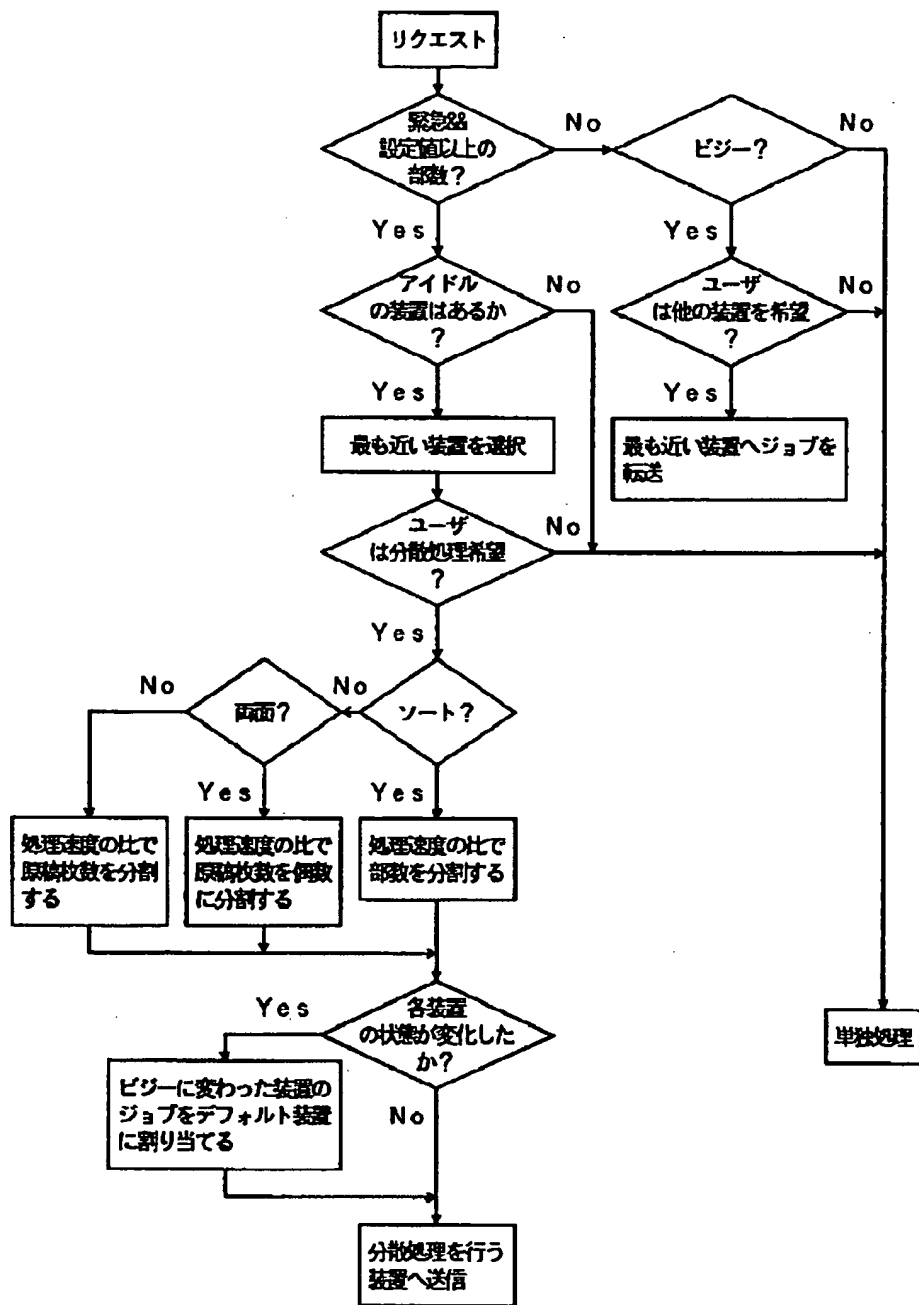 リクエスト
緊急&&
設定値以上の
部数？
No
ビジー？
No
Yes
Yes
アイドル
の装置はあるか
？
No
ユーザ
は他の装置を希望
？
No
Yes
Yes
最も近い装置を選択
最も近い装置へジョブを
転送
ユーザ
は分散処理希望
？
No
Yes
No
両面？
No
ソート？
Yes
Yes
処理速度の比で
原稿枚数を分割
する
処理速度の比で
原稿枚数を偶数
に分割する
処理速度の比で
部数を分割する
Yes
各装置
の状態が変化した
か？
単独処理
ビジーに変わった装置の
ジョブをデフォルト装置
に割り当てる
No
分散処理を行う
装置へ送信